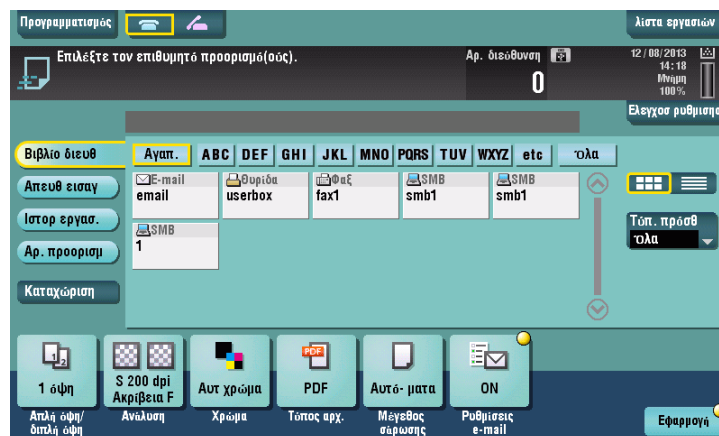 Προγραμματισμός
λίστα εργασιών
Επιλέξτε τον επιθυμητό προορισμό(ούς).
Αρ. διεύθυνση
0
12/08/2013
14:18
Μνήμη
100%
Ελεγχοσ ρυθμιση
Βιβλίο διευθ
Αγαπ. ABC DEF GHI JKL MNO PQRS TUV WXYZ etc Όλα
Απευθ εισαγ
Ιστορ εργασ.
Αρ. προορισμ
Καταχώριση
E-mail
email
Θυρίδα
userbox
Φαξ
fax1
SMB
smb1
SMB
smb1
SMB
1
Τύπ. πρόσθ
Όλα
1 όψη
Απλή όψη/
διπλή όψη
S
200 dpi
Ακρίβεια F
Ανάλυση
Αυτ χρώμα
Χρώμα
PDF
PDF
Τύπος αρχ.
Αυτό- ματα
Μέγεθος
σάρωσης
ON
Ρυθμίσεις
e-mail
Εφαρμογή